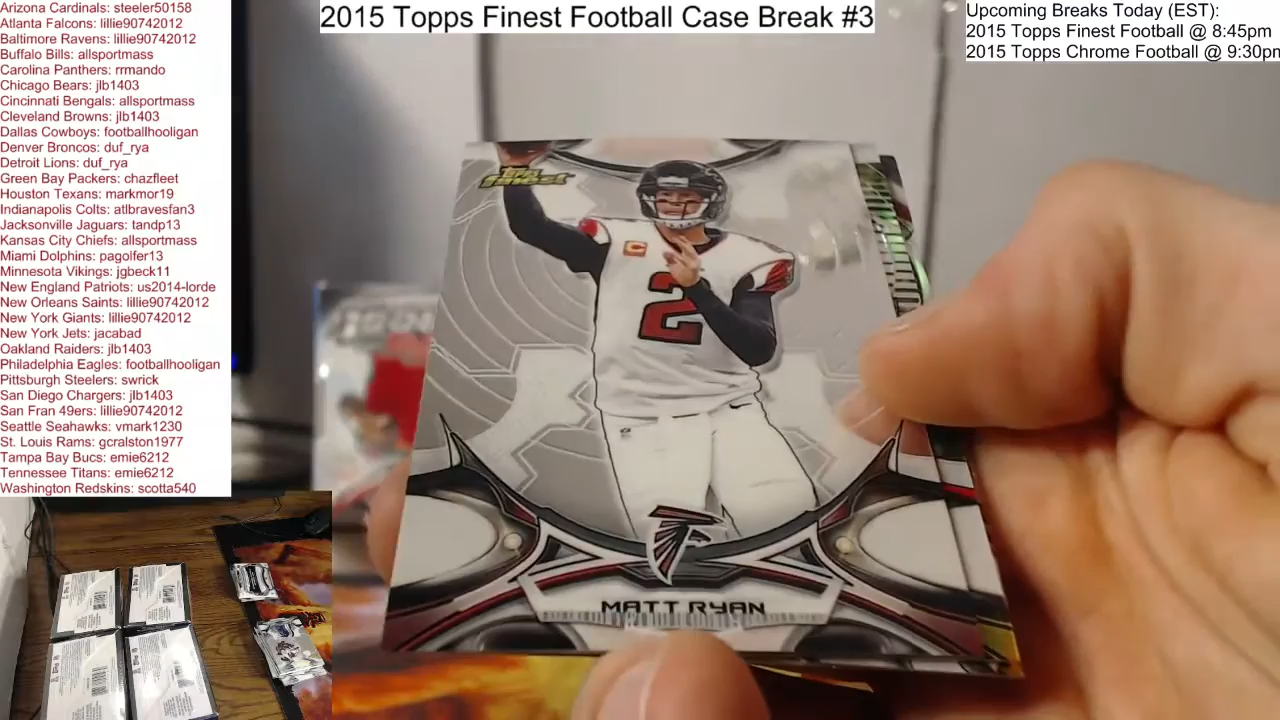 Arizona Cardinals: steeler50158
Atlanta Falcons: lillie90742012
Baltimore Ravens: lillie90742012
Buffalo Bills: allsportmass
Carolina Panthers: rrmando
Chicago Bears: jlb1403
Cincinnati Bengals: allsportmass
Cleveland Browns: jlb1403
Dallas Cowboys: footballhooligan
Denver Broncos: duf_rya
Detroit Lions: duf_rya
Green Bay Packers: chazfleet
Houston Texans: markmor19
Indianapolis Colts: atlbravesfan3
Jacksonville Jaguars: tandp13
Kansas City Chiefs: allsportmass
Miami Dolphins: pagolfer13
Minnesota Vikings: jgbeck11
New England Patriots: us2014-lorde
New Orleans Saints: lillie90742012
New York Giants: lillie90742012
New York Jets: jacabad
Oakland Raiders: jlb1403
Philadelphia Eagles: footballhooligan
Pittsburgh Steelers: swrick
San Diego Chargers: jlb1403
San Fran 49ers: lillie90742012
Seattle Seahawks: vmark1230
St. Louis Rams: gcralston1977
Tampa Bay Bucs: emie6212
Tennessee Titans: emie6212
Washington Redskins: scotta540
2015 Topps Finest Football Case Break #3
Upcoming Breaks Today (EST):
2015 Topps Finest Football @ 8:45pm
2015 Topps Chrome Football @ 9:30pm
Finest
C
2
MATT RYAN